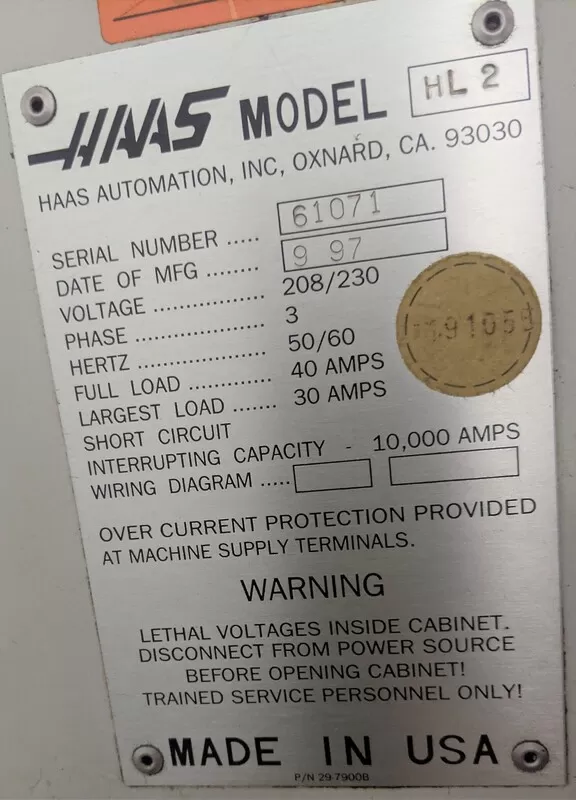 HAAS MODEL HL 2
HAAS AUTOMATION, INC, OXNARD, CA. 93030
SERIAL NUMBER ..... 61071
DATE OF MFG ........ 9 97
VOLTAGE ................. 208/230
PHASE .................... 3
HERTZ .................... 50/60
FULL LOAD ............. 40 AMPS
LARGEST LOAD ....... 30 AMPS
SHORT CIRCUIT
INTERRUPTING CAPACITY - 10,000 AMPS
WIRING DIAGRAM .....
OVER CURRENT PROTECTION PROVIDED
AT MACHINE SUPPLY TERMINALS.
WARNING
LETHAL VOLTAGES INSIDE CABINET.
DISCONNECT FROM POWER SOURCE
BEFORE OPENING CABINET!
TRAINED SERVICE PERSONNEL ONLY!
MADE IN USA
P/N 29-7900B